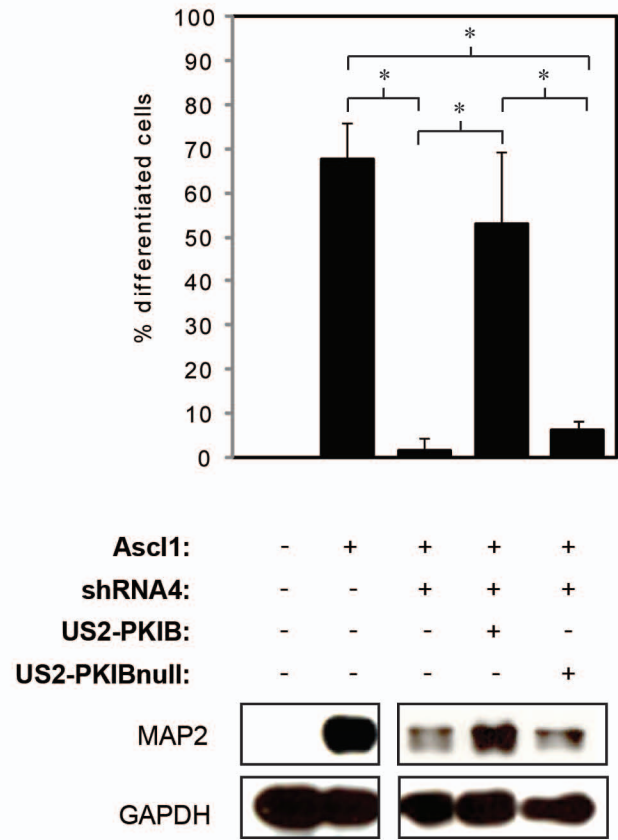 100
90
80
70
60
50
40
30
20
10
0
% differentiated cells
*
* *
*
Ascl1: - + + + +
shRNA4: - - + + +
US2-PKIB: - - - + -
US2-PKIBnull: - - - - +
MAP2
GAPDH